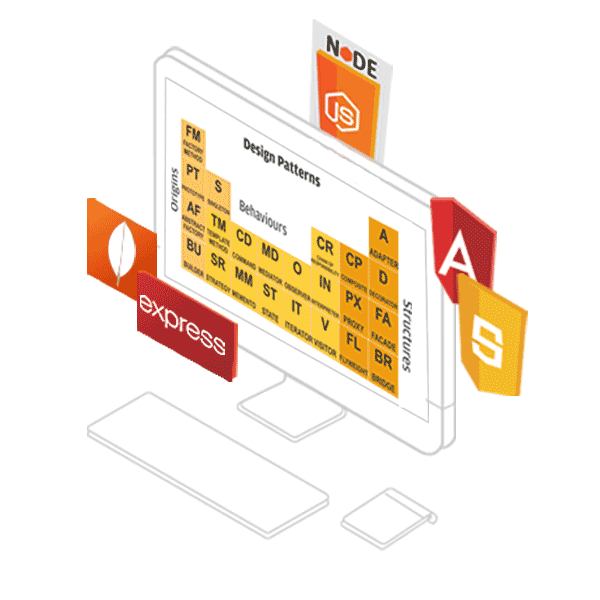 NODE
JS
Design Patterns
Origins
Behaviours
Structures
FM
FACTORY
METHOD
PT
PROTOTYPE
S
SINGLETON
AF
ABSTRACT
FACTORY
TM
TEMPLATE
METHOD
CD
COMMAND
MD
MEDIATOR
O
OBSERVER
CR
CHAIN OF
RESPONSIBILITY
CP
COMPOSITE
A
ADAPTER
D
DECORATOR
BU
BUILDER
SR
STRATEGY
MM
MEMENTO
ST
STATE
IT
ITERATOR
IN
INTERPRETER
V
VISITOR
PX
PROXY
FA
FACADE
FL
FLYWEIGHT
BR
BRIDGE
A
S
express